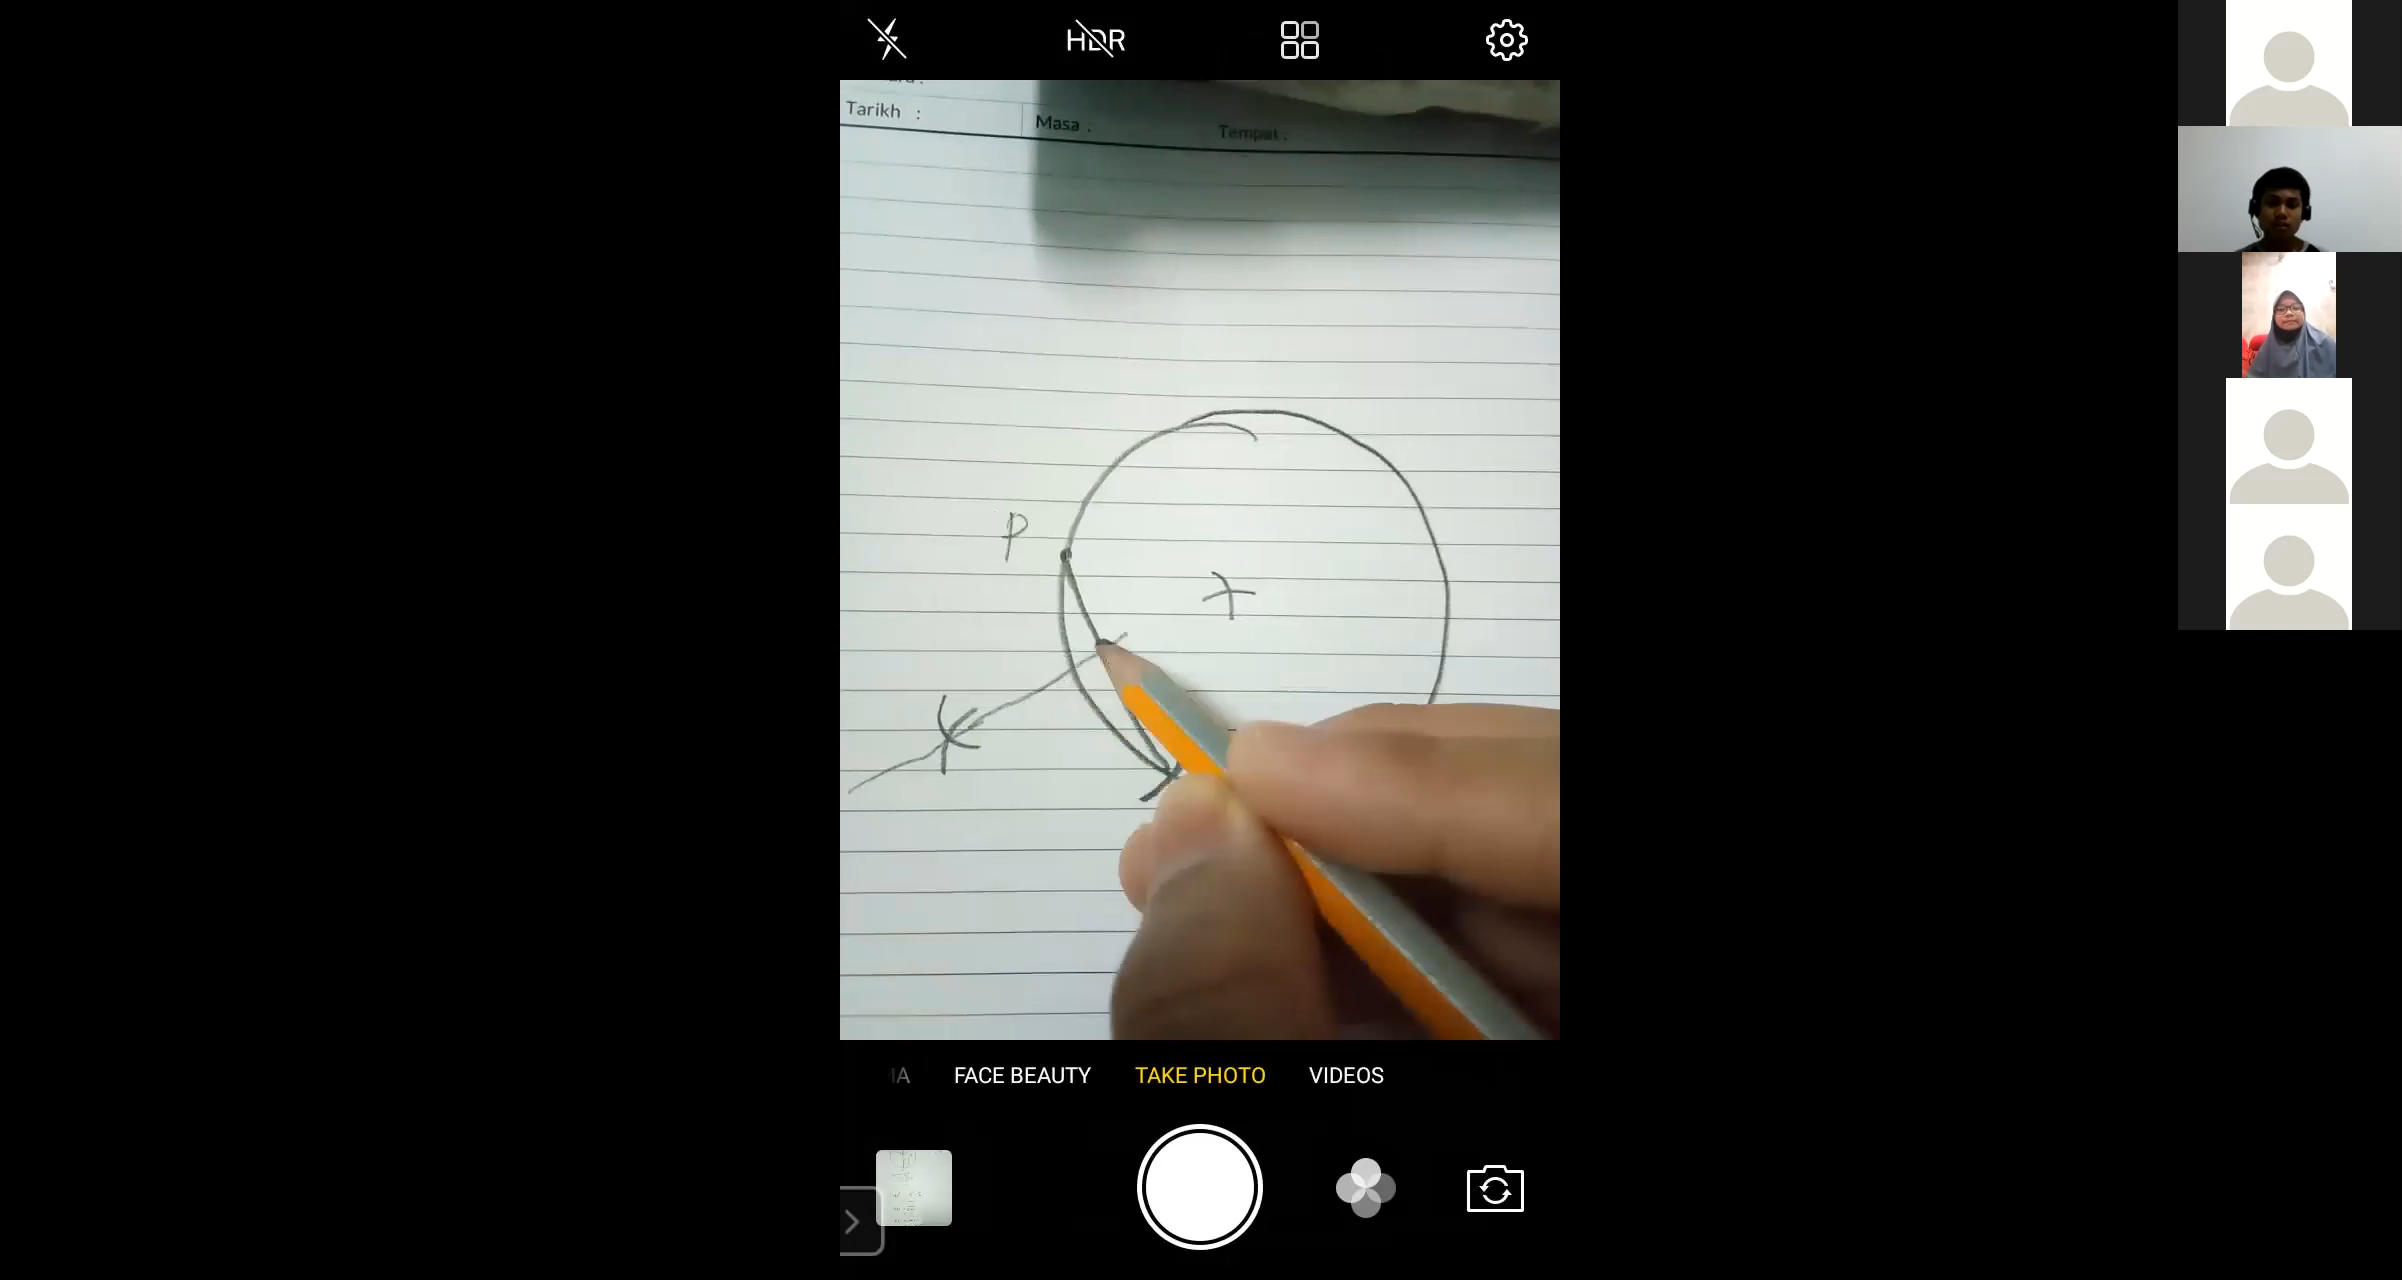 HDR
Tarikh :
Masa :
Tempat :
P
FACE BEAUTY
TAKE PHOTO
VIDEOS